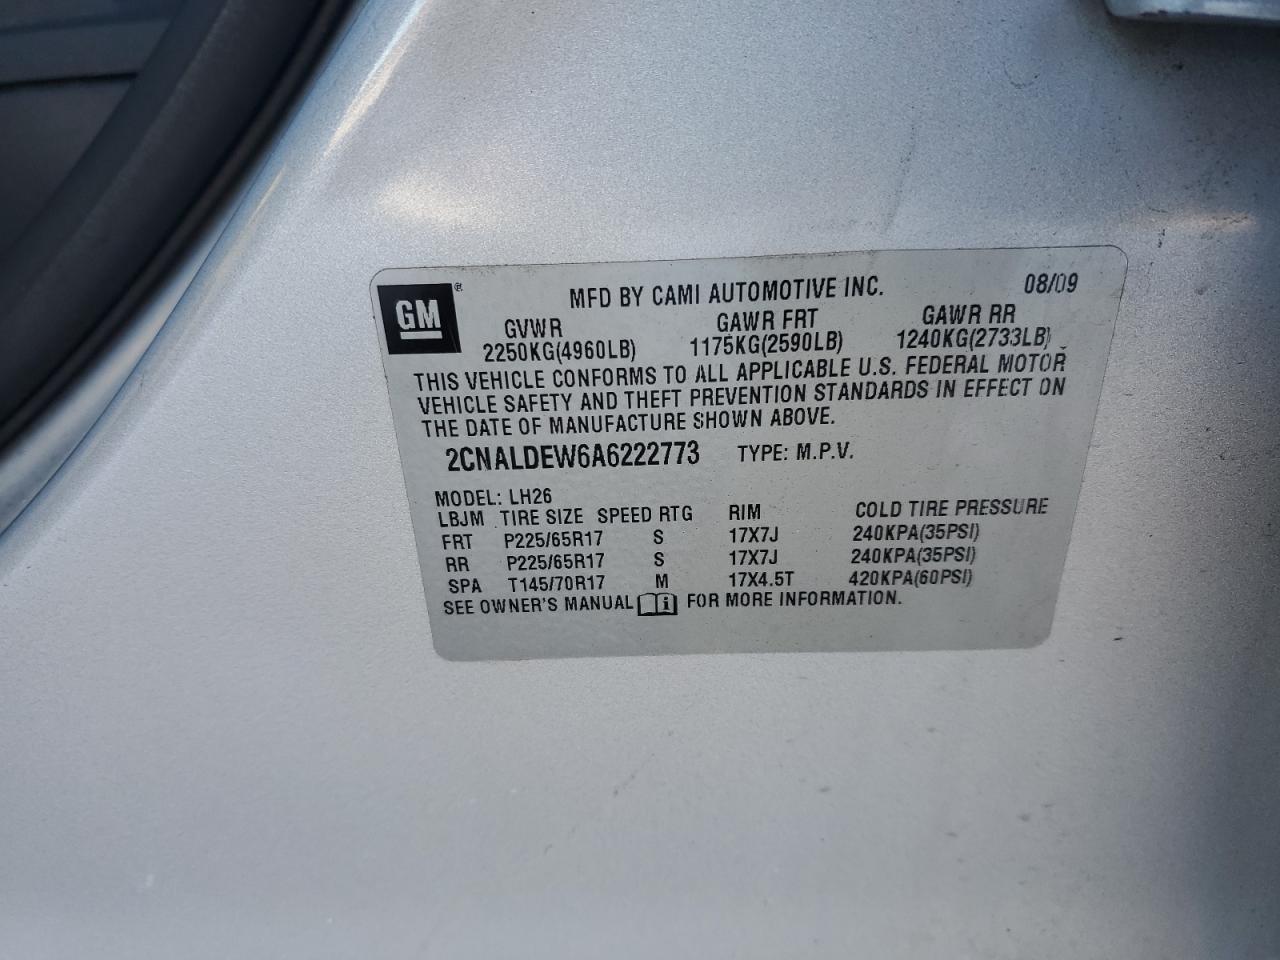 GM ®
MFD BY CAMI AUTOMOTIVE INC. 08/09
GVWR GAWR FRT GAWR RR
2250KG(4960LB) 1175KG(2590LB) 1240KG(2733LB)
THIS VEHICLE CONFORMS TO ALL APPLICABLE U.S. FEDERAL MOTOR
VEHICLE SAFETY AND THEFT PREVENTION STANDARDS IN EFFECT ON
THE DATE OF MANUFACTURE SHOWN ABOVE.
2CNALDEW6A6222773 TYPE: M.P.V.
MODEL: LH26
LBJM TIRE SIZE SPEED RTG RIM COLD TIRE PRESSURE
FRT P225/65R17 S 17X7J 240KPA(35PSI)
RR P225/65R17 S 17X7J 240KPA(35PSI)
SPA T145/70R17 M 17X4.5T 420KPA(60PSI)
SEE OWNER'S MANUAL i FOR MORE INFORMATION.